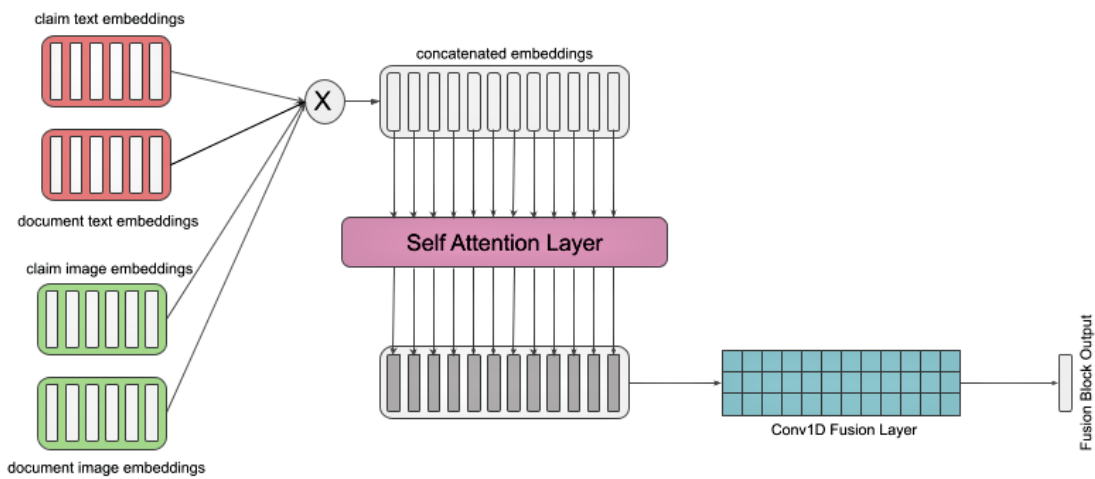 claim text embeddings
document text embeddings
claim image embeddings
document image embeddings
X
concatenated embeddings
Self Attention Layer
Conv1D Fusion Layer
Fusion Block Output